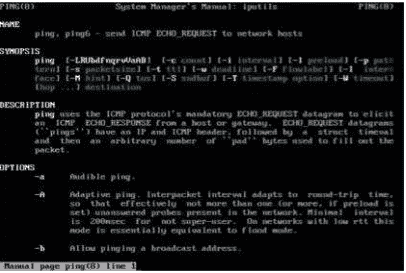 PING(8) System Manager's Manual: iputils PING(8)
NAME
ping, ping6 - send ICMP ECHO_REQUEST to network hosts
SYNOPSIS
ping [-LRUbdfnqrvVaAB] [-c count] [-i interval] [-l preload] [-p pat-
tern] [-s packetsize] [-t ttl] [-w deadline] [-F flowlabel] [-I inter-
face] [-M hint] [-Q tos] [-S sndbuf] [-T timestamp option] [-W timeout]
[hop ...] destination
DESCRIPTION
ping uses the ICMP protocol's mandatory ECHO_REQUEST datagram to elicit
an ICMP ECHO_RESPONSE from a host or gateway. ECHO_REQUEST datagrams
(``pings'') have an IP and ICMP header, followed by a struct timeval
and then an arbitrary number of ``pad'' bytes used to fill out the
packet.
OPTIONS
-a Audible ping.
-A Adaptive ping. Interpacket interval adapts to round-trip time,
so that effectively not more than one (or more, if preload is
set) unanswered probes present in the network. Minimal interval
is 200msec for not super-user. On networks with low rtt this
mode is essentially equivalent to flood mode.
-b Allow pinging a broadcast address.
Manual page ping(8) line 1